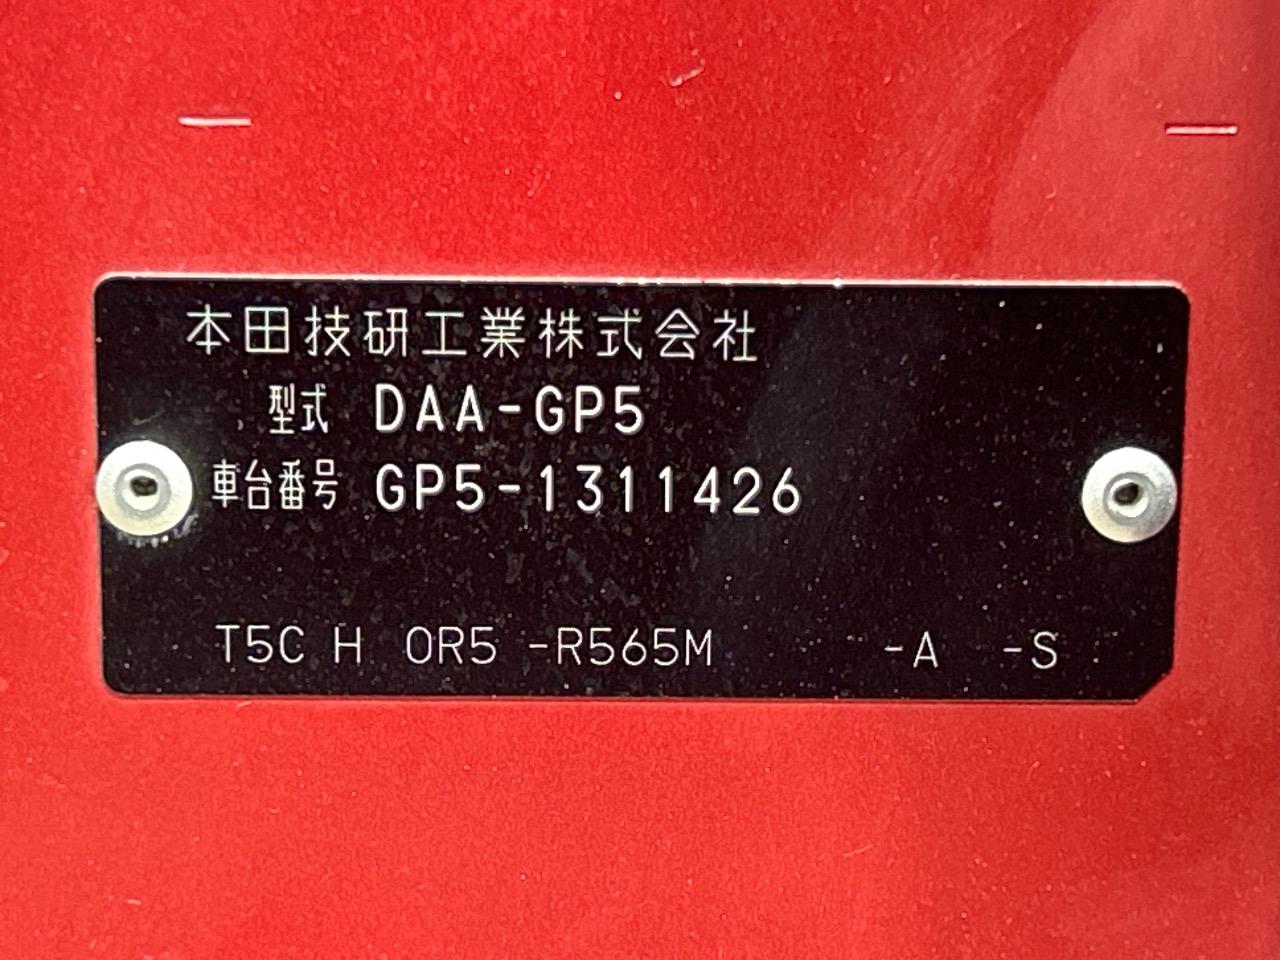 本田技研工業株式会社
型式 DAA-GP5
車台番号 GP5-1311426
T5C H 0R5 -R565M -A -S